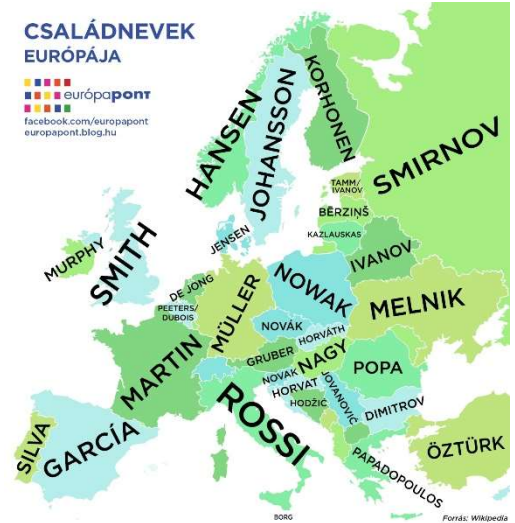 CSALÁDNEVEK
EURÓPÁJA
európapont
facebook.com/europapont
europapont.blog.hu
HANSEN
JOHANSSON
KORHONEN
SMIRNOV
TAMM/
IVANOV
BĒRZIŅŠ
KAZLAUSKAS
JENSEN
MURPHY
SMITH
IVANOV
DE JONG
PEETERS/
DUBOIS
MÜLLER
NOWAK
MELNIK
NOVÁK
HORVÁTH
MARTIN
GRUBER
NAGY
POPA
NOVAK
HORVAT
HODŽIĆ
JOVANOVIĆ
DIMITROV
ROSSI
SILVA
GARCÍA
ÖZTÜRK
PAPADOPOULOS
BORG
Forrás: Wikipedia